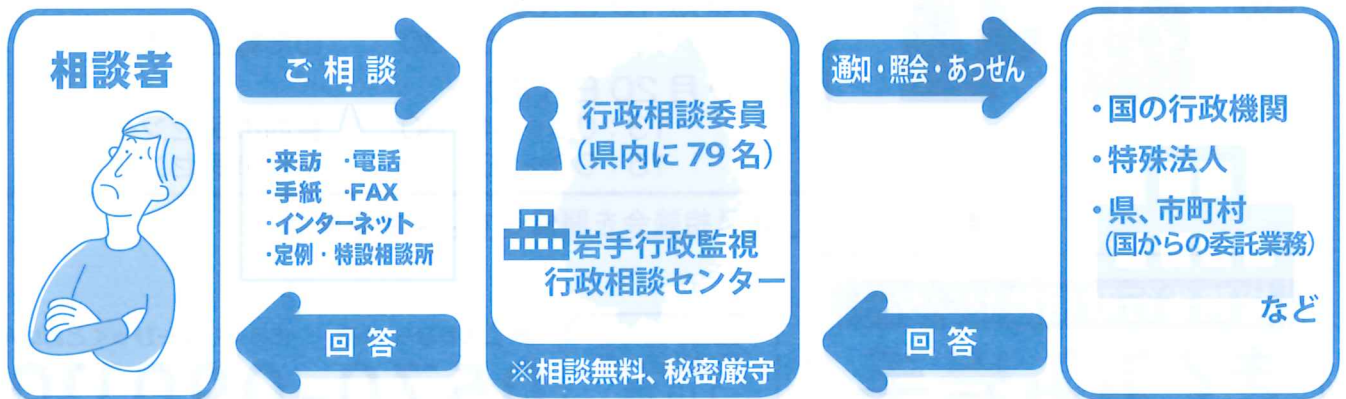 相談者
ご相談
・来訪 ・電話
・手紙 ・FAX
・インターネット
・定例・特設相談所
回答
行政相談委員
(県内に79名)
岩手行政監視
行政相談センター
※相談無料、秘密厳守
通知・照会・あっせん
回答
・国の行政機関
・特殊法人
・県、市町村
(国からの委託業務)
など